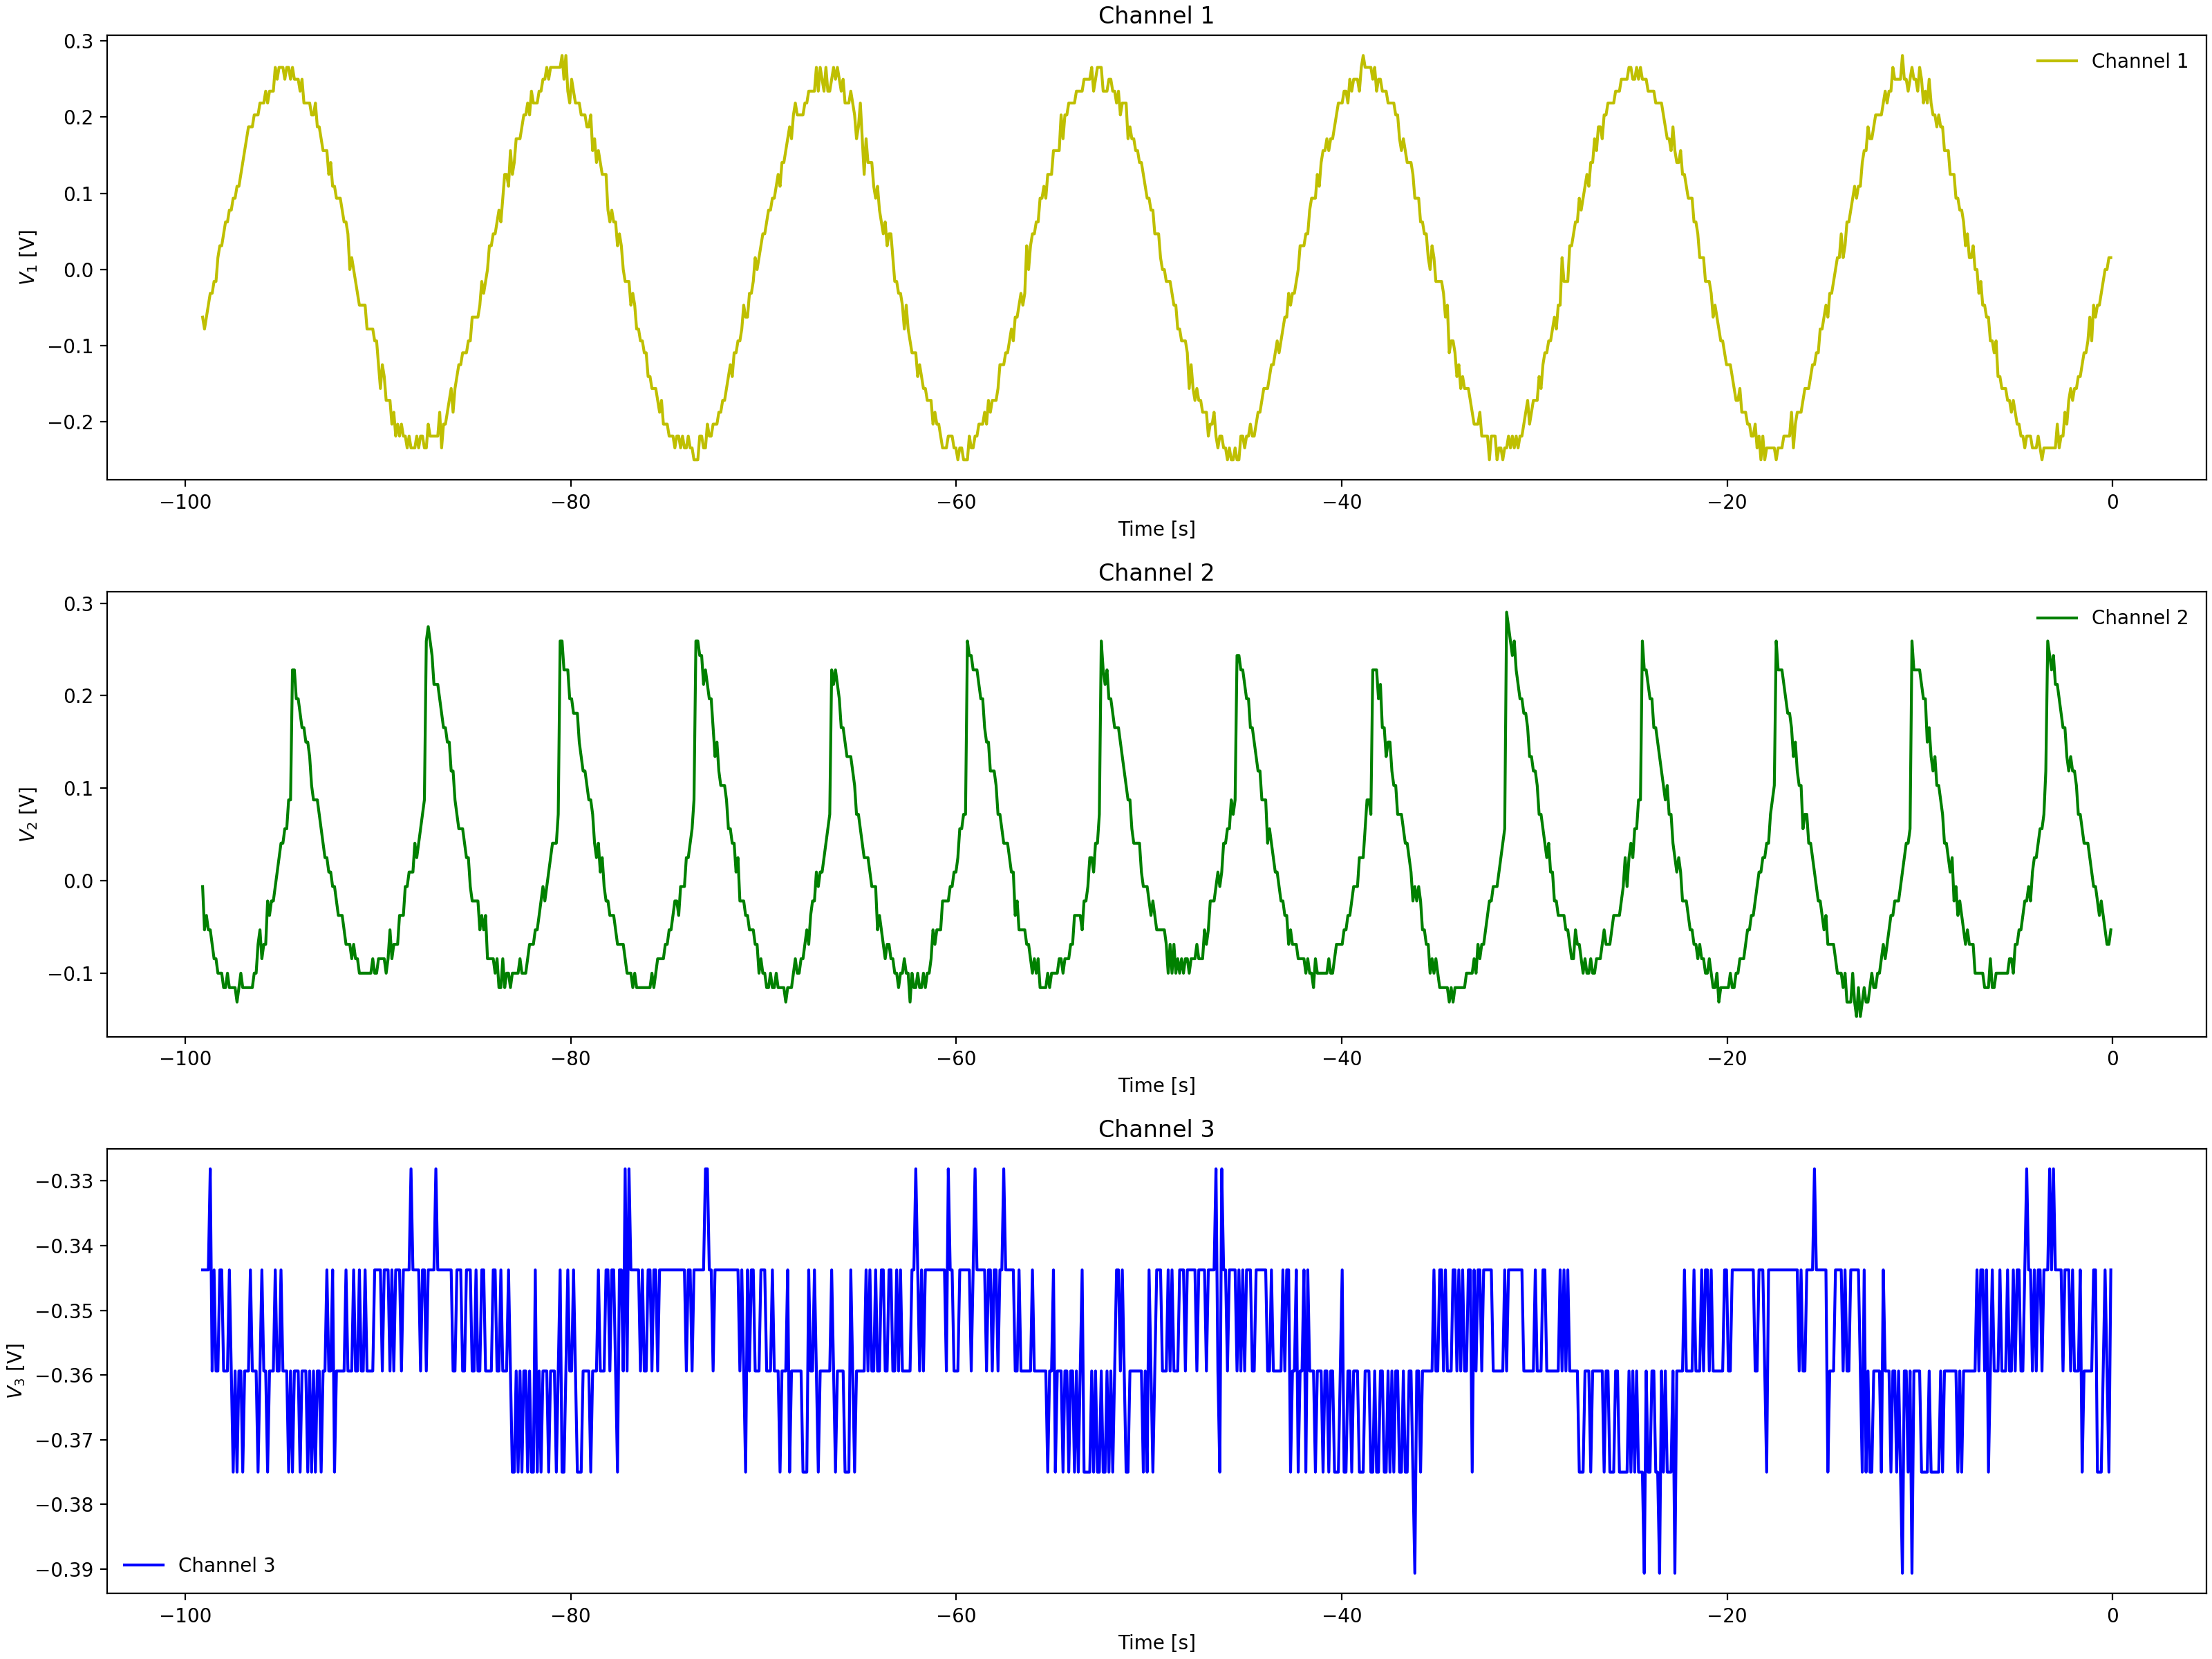 Channel 1
Channel 1
0.3
0.2
0.1
0.0
−0.1
−0.2
V1 [V]
−100 −80 −60 −40 −20 0
Time [s]
Channel 2
Channel 2
0.3
0.2
0.1
0.0
−0.1
V2 [V]
−100 −80 −60 −40 −20 0
Time [s]
Channel 3
−0.33
−0.34
−0.35
−0.36
−0.37
−0.38
−0.39
V3 [V]
Channel 3
−100 −80 −60 −40 −20 0
Time [s]